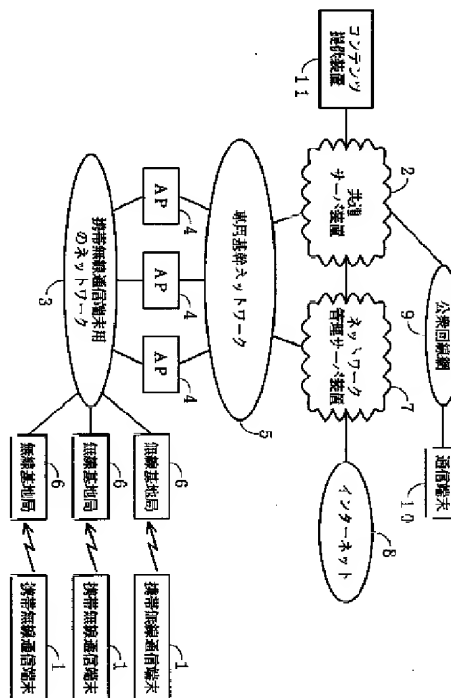 公衆回線網
9
通信端末
10
コンテンツ
提供装置
11
共通
サーバ装置
2
ネットワーク
管理サーバ装置
7
インターネット
8
専用基幹ネットワーク
5
AP
4
AP
4
AP
4
携帯無線通信端末用
のネットワーク
3
無線基地局
6
携帯無線通信端末
1
無線基地局
6
携帯無線通信端末
1
無線基地局
6
携帯無線通信端末
1